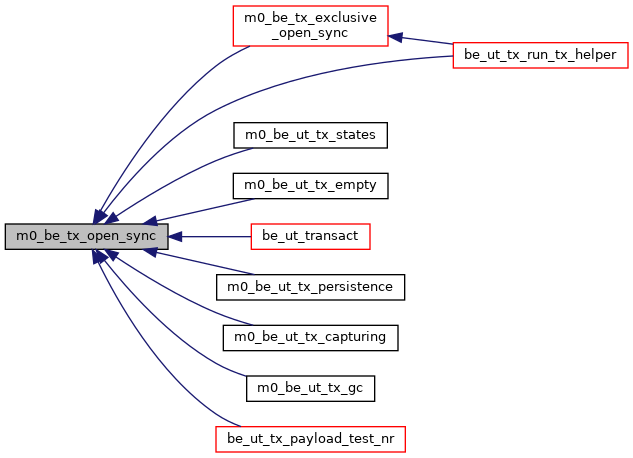 m0_be_tx_exclusive
_open_sync
be_ut_tx_run_tx_helper
m0_be_ut_tx_states
m0_be_ut_tx_empty
m0_be_tx_open_sync
be_ut_transact
m0_be_ut_tx_persistence
m0_be_ut_tx_capturing
m0_be_ut_tx_gc
be_ut_tx_payload_test_nr